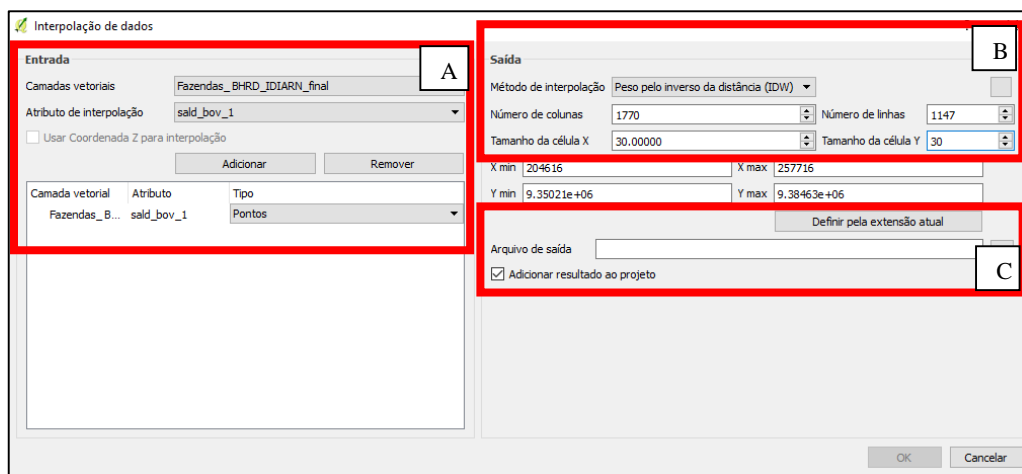 Interpolação de dados
Entrada
A
Camadas vetoriais Fazendas_BHRD_IDIARN_final
Atributo de interpolação sald_bov_1
Usar Coordenada Z para interpolação
Adicionar Remover
Camada vetorial Atributo Tipo
Fazendas_B... sald_bov_1 Pontos
Saída
B
Método de interpolação Peso pelo inverso da distância (IDW)
Número de colunas 1770 Número de linhas 1147
Tamanho da célula X 30.00000 Tamanho da célula Y 30
X min 204616 X max 257716
Y min 9.35021e+06 Y max 9.38463e+06
Definir pela extensão atual
Arquivo de saída
C
Adicionar resultado ao projeto
OK Cancelar